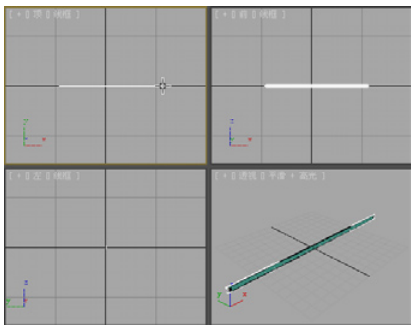 [ + ][ 顶 ][ 线框 ]
[ + ][ 前 ][ 线框 ]
[ + ][ 左 ][ 线框 ]
[ + ][ 透视 ][ 平滑 + 高光 ]